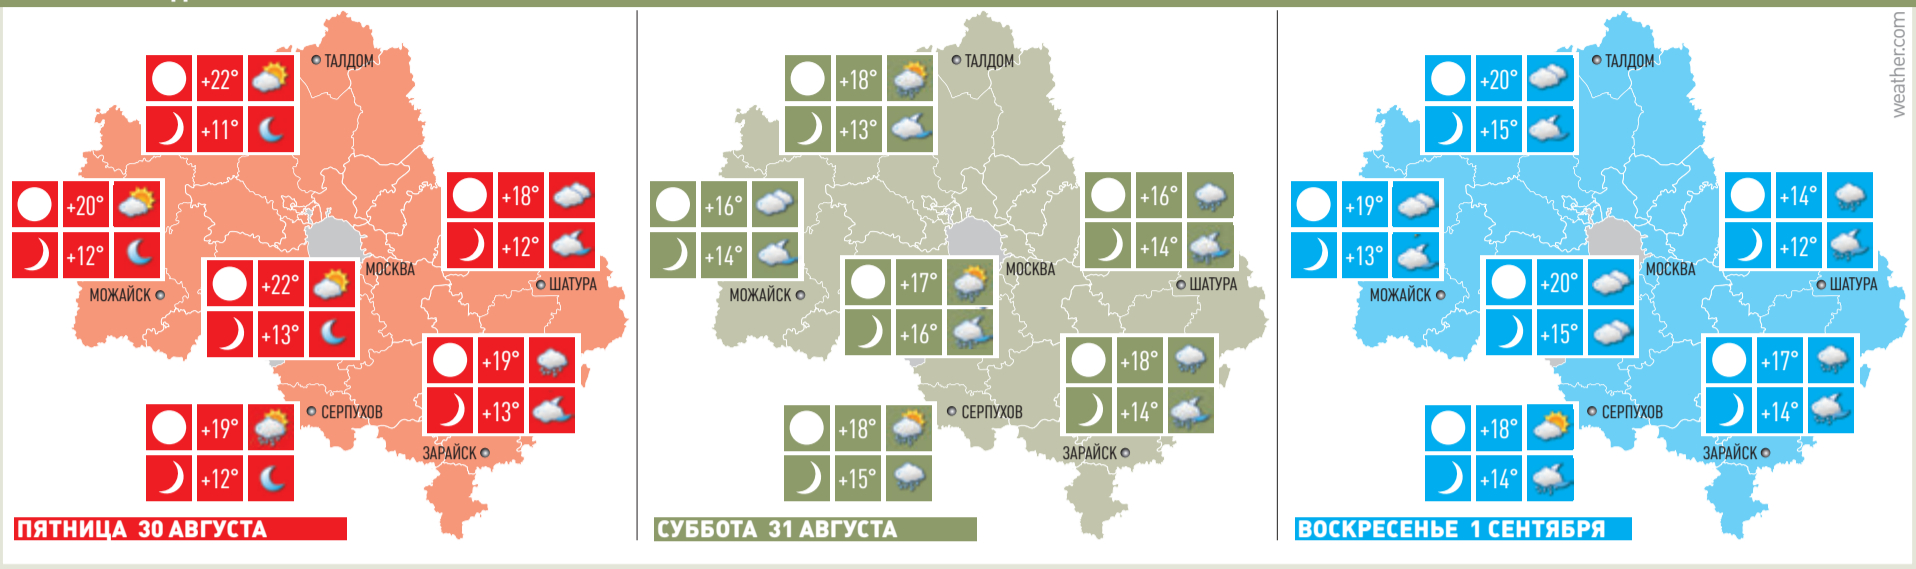 ТАЛДОМ
+22°
+11°
+20°
+12°
+18°
+12°
МОСКВА
МОЖАЙСК
ШАТУРА
+22°
+13°
+19°
+13°
СЕРПУХОВ
+19°
+12°
ЗАРАЙСК
ПЯТНИЦА 30 АВГУСТА
ТАЛДОМ
+18°
+13°
+16°
+14°
+16°
+14°
МОСКВА
МОЖАЙСК
ШАТУРА
+17°
+16°
+18°
+14°
СЕРПУХОВ
+18°
+15°
ЗАРАЙСК
СУББОТА 31 АВГУСТА
ТАЛДОМ
+20°
+15°
+19°
+13°
+14°
+12°
МОСКВА
МОЖАЙСК
ШАТУРА
+20°
+15°
+17°
+14°
СЕРПУХОВ
+18°
+14°
ЗАРАЙСК
ВОСКРЕСЕНЬЕ 1 СЕНТЯБРЯ
weather.com